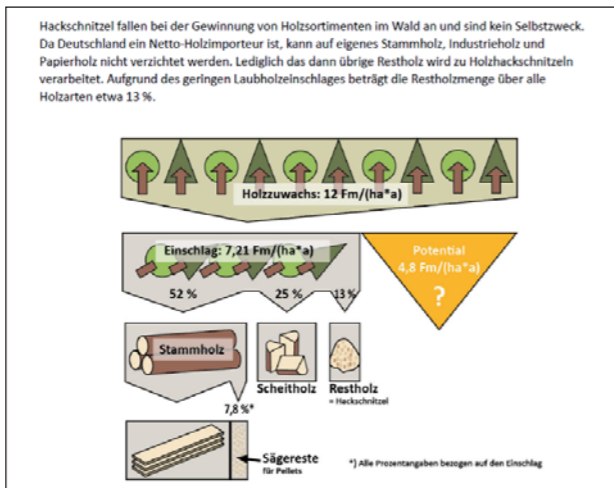 Hackschnitzel fallen bei der Gewinnung von Holzsortimenten im Wald an und sind kein Selbstzweck.
Da Deutschland ein Netto-Holzimporteur ist, kann auf eigenes Stammholz, Industrieholz und
Papierholz nicht verzichtet werden. Lediglich das dann übrige Restholz wird zu Holzhackschnitzeln
verarbeitet. Aufgrund des geringen Laubholzeinschlages beträgt die Restholzmenge über alle
Holzarten etwa 13 %.
Holzzuwachs: 12 Fm/(ha*a)
Einschlag: 7,21 Fm/(ha*a)
52 %
25 %
13 %
Potential
4,8 Fm/(ha*a)
?
Stammholz
Scheitholz
Restholz
= Hackschnitzel
7,8 %*
Sägereste
für Pellets
*) Alle Prozentangaben bezogen auf den Einschlag